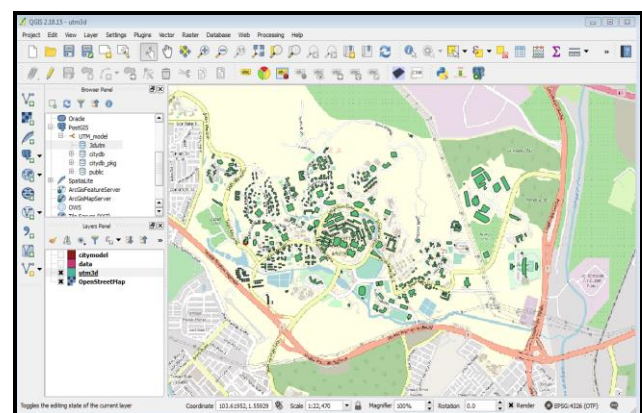 QGIS 2.18.15 - utm3d
Project Edit View Layer Settings Plugins Vector Raster Database Web Processing Help
Browser Panel
Oracle
PostGIS
UTM_model
3dutm
citydb
citydb_pkg
public
SpatiaLite
ArcGisFeatureServer
ArcGisMapServer
OWS
Layers Panel
citymodel
data
utm3d
OpenStreetMap
Toggles the editing state of the current layer
Coordinate 103.61952,1.55929 Scale 1:22,470 Magnifier 100% Rotation 0.0 Render EPSG:4326 (OTF)